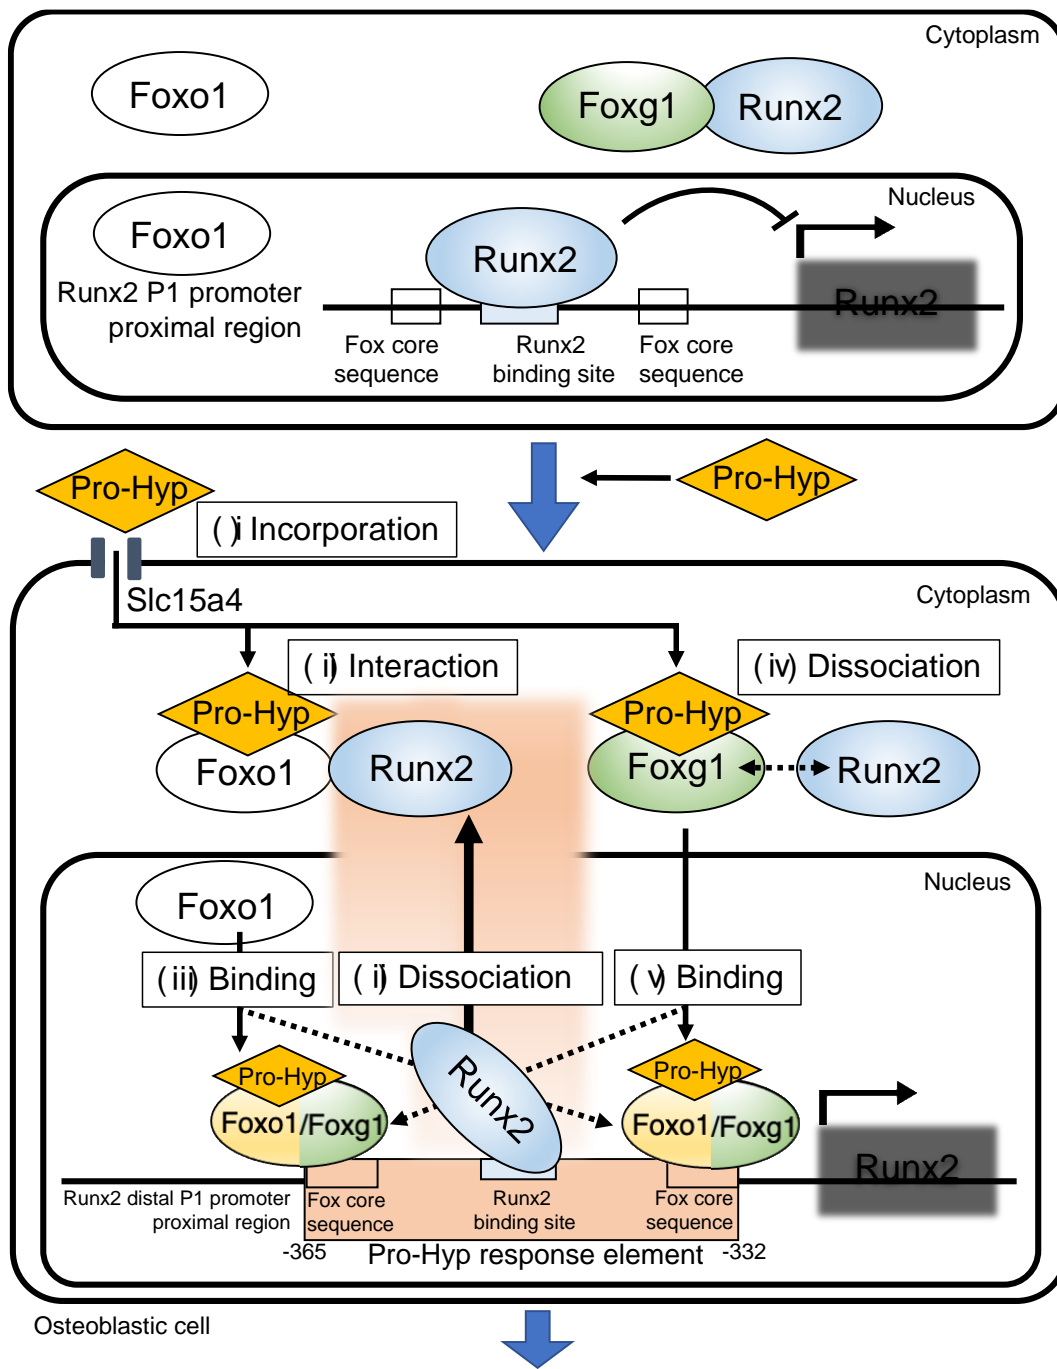 Cytoplasm
Foxo1
Foxg1
Runx2
Nucleus
Foxo1
Runx2
Runx2 P1 promoter
proximal region
Runx2
Fox core
sequence
Runx2
binding site
Fox core
sequence
Pro-Hyp
Pro-Hyp
( )i Incorporation
Slc15a4
Cytoplasm
( ii) Interaction
(iv) Dissociation
Pro-Hyp
Pro-Hyp
Foxo1
Runx2
Foxg1
Runx2
Nucleus
Foxo1
(iii) Binding
( ii) Dissociation
( v) Binding
Pro-Hyp
Pro-Hyp
Runx2
Foxo1/Foxg1
Foxo1/Foxg1
Runx2
Runx2 distal P1 promoter
proximal region
Fox core
sequence
Runx2
binding site
Fox core
sequence
-365
Pro-Hyp response element
-332
Osteoblastic cell